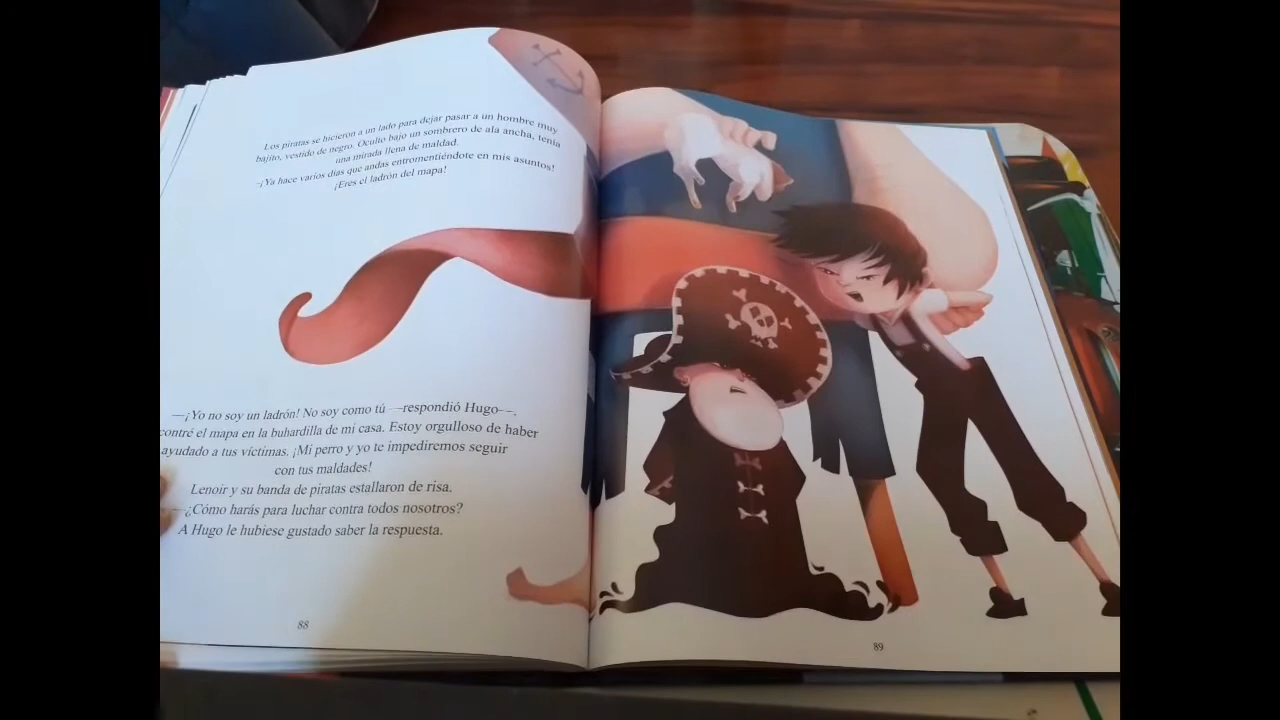 Los piratas se hicieron a un lado para dejar pasar a un hombre muy
bajito, vestido de negro. Oculto bajo un sombrero de ala ancha, tenía
una mirada llena de maldad.
-¡Ya hace varios días que andas entromentiéndote en mis asuntos!
¡Eres el ladrón del mapa!
—¡Yo no soy un ladrón! No soy como tú —respondió Hugo—.
contré el mapa en la buhardilla de mi casa. Estoy orgulloso de haber
ayudado a tus víctimas. ¡Mi perro y yo te impediremos seguir
con tus maldades!
Lenoir y su banda de piratas estallaron de risa.
—¿Cómo harás para luchar contra todos nosotros?
A Hugo le hubiese gustado saber la respuesta.
88
89